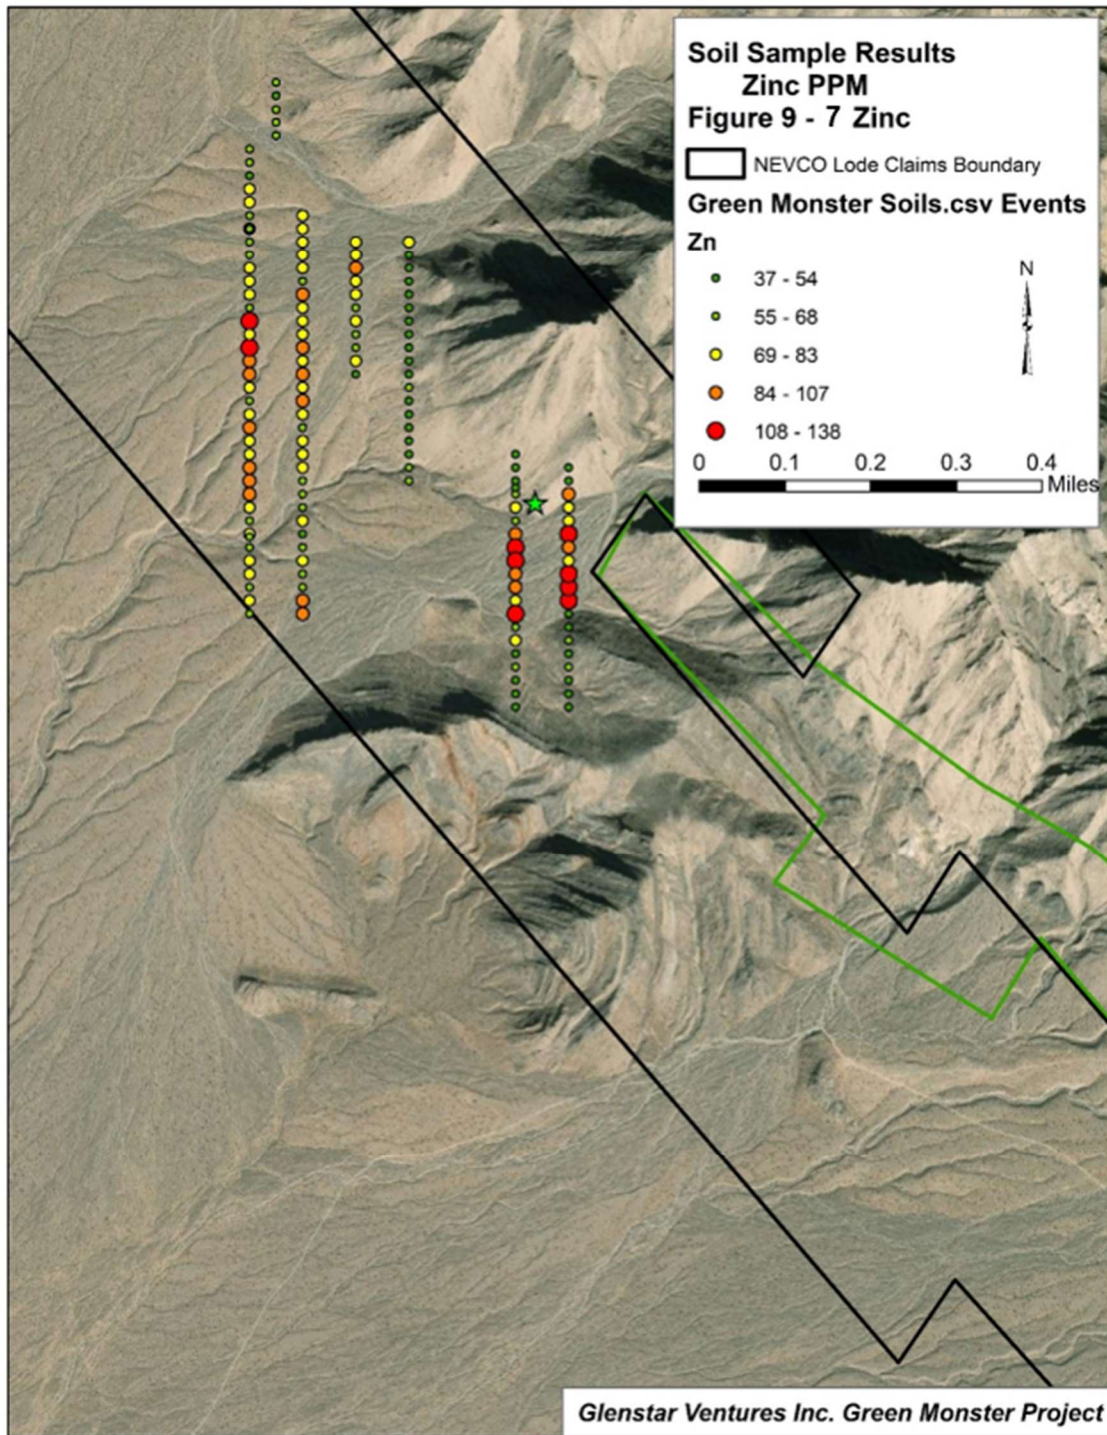 Soil Sample Results
Zinc PPM
Figure 9 - 7 Zinc
NEVCO Lode Claims Boundary
Green Monster Soils.csv Events
Zn
37 - 54
55 - 68
69 - 83
84 - 107
108 - 138
N
0 0.1 0.2 0.3 0.4
Miles
Glenstar Ventures Inc. Green Monster Project